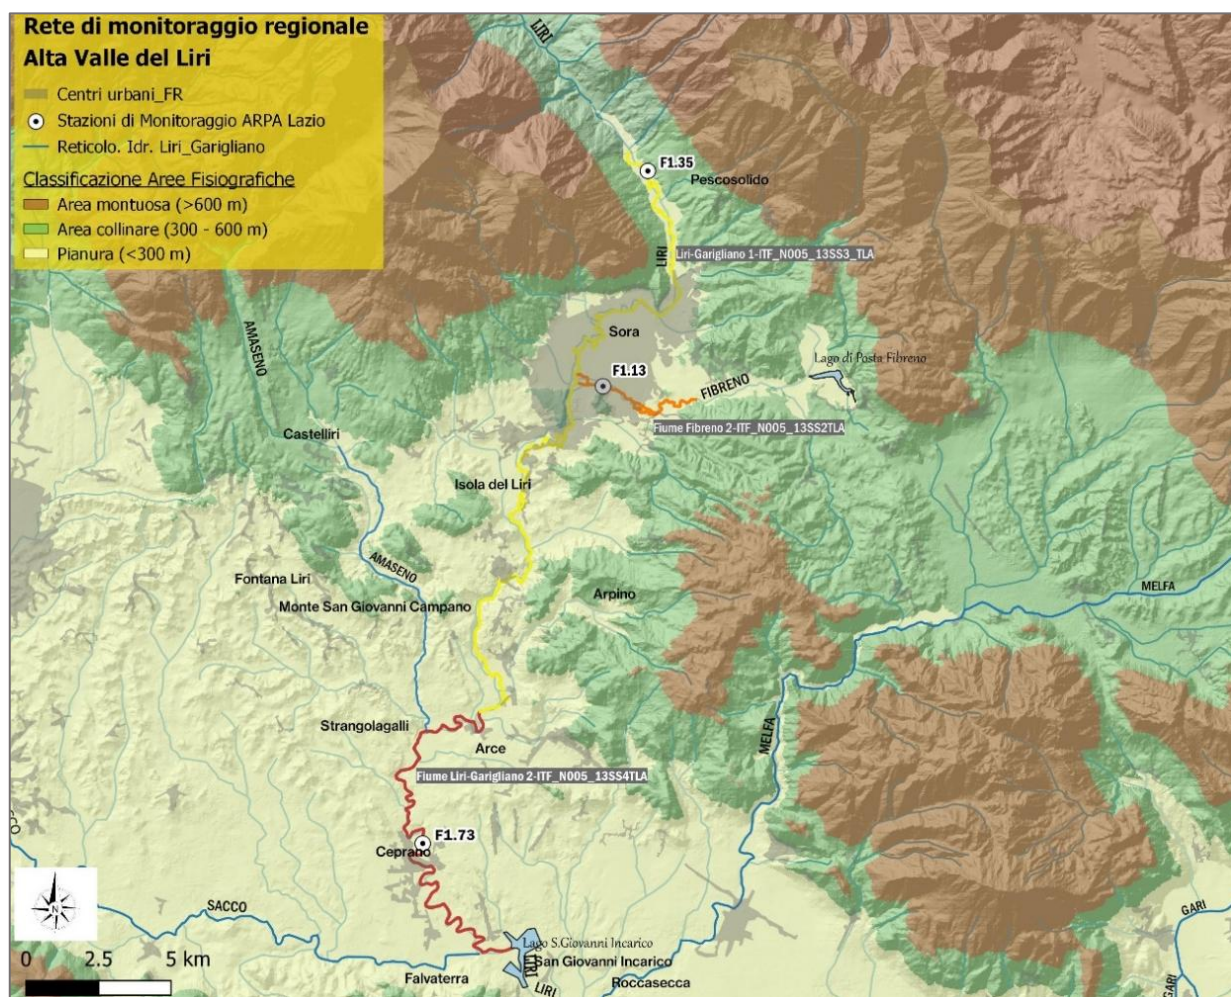 Rete di monitoraggio regionale
Alta Valle del Liri
Centri urbani_FR
Stazioni di Monitoraggio ARPA Lazio
Reticolo. Idr. Liri_Garigliano
Classificazione Aree Fisiografiche
Area montuosa (>600 m)
Area collinare (300 - 600 m)
Pianura (<300 m)
LIRI
F1.35
Pescosolido
LIRI
Liri-Garigliano 1-ITF_N005_13SS3_TLA
AMASENO
Sora
Lago di Posta Fibreno
F1.13
FIBRENO
Fiume Fibreno 2-ITF_N005_13SS2TLA
Castelliri
Isola del Liri
AMASENO
Fontana Liri
Monte San Giovanni Campano
Arpino
MELFA
Strangolagalli
Arce
MELFA
Fiume Liri-Garigliano 2-ITF_N005_13SS4TLA
F1.73
Ceprano
N
SACCO
GARI
Lago S.Giovanni Incarico
LIRI
San Giovanni Incarico
0 2.5 5 km
Falvaterra
LIRI
Roccasecca
GARI